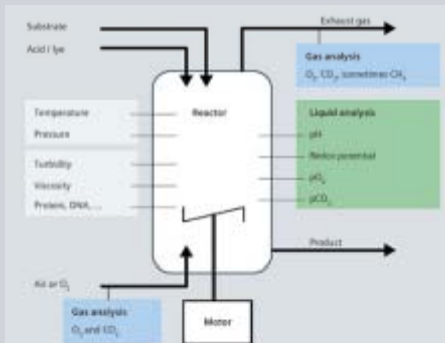 Substrate
Acid / lye
Exhaust gas
Gas analysis
O₂, CO₂, sometimes CH₄
Temperature
Pressure
Reactor
Liquid analysis
pH
Redox potential
pO₂
pCO₂
Turbidity
Viscosity
Protein, DNA, ...
Product
Air or O₂
Gas analysis
O₂ and CO₂
Motor